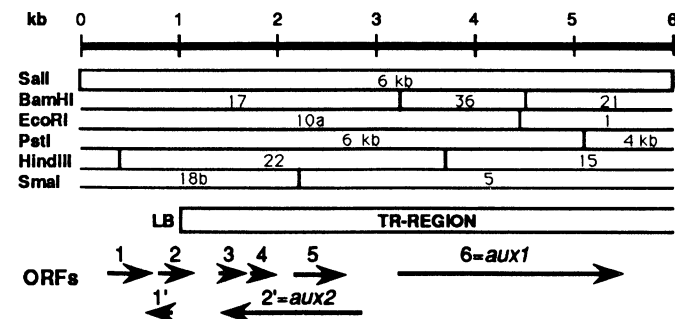 kb 0 1 2 3 4 5 6
SalI 6 kb
BamHI 17 36 21
EcoRI 10a 1
PstI 6 kb 4 kb
HindIII 22 15
SmaI 18b 5
LB TR-REGION
1 2 3 4 5 6=aux1
ORFs
1' 2'=aux2